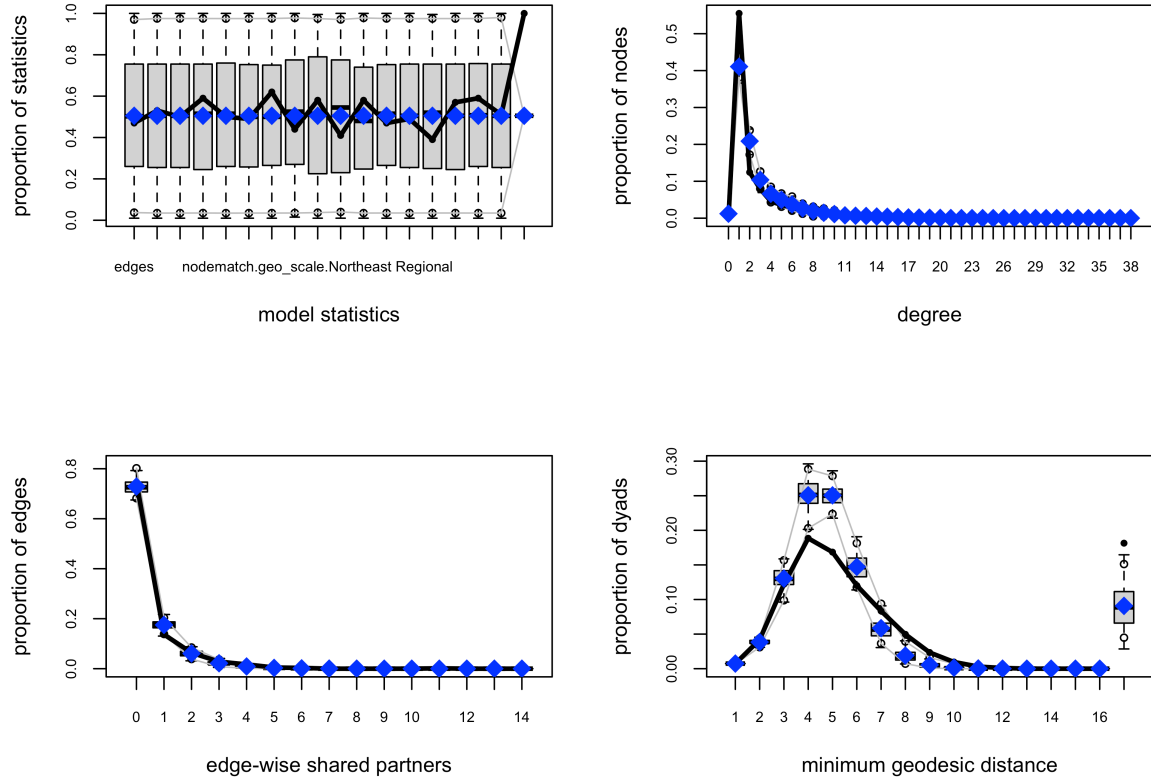 proportion of statistics
0.0 0.2 0.4 0.6 0.8 1.0
edges nodematch.geo_scale.Northeast Regional
model statistics
proportion of nodes
0.0 0.1 0.2 0.3 0.4 0.5
0 2 4 6 8 11 14 17 20 23 26 29 32 35 38
degree
proportion of edges
0.0 0.2 0.4 0.6 0.8
0 1 2 3 4 5 6 7 8 9 10 12 14
edge-wise shared partners
proportion of dyads
0.00 0.10 0.20 0.30
1 2 3 4 5 6 7 8 9 10 12 14 16
minimum geodesic distance